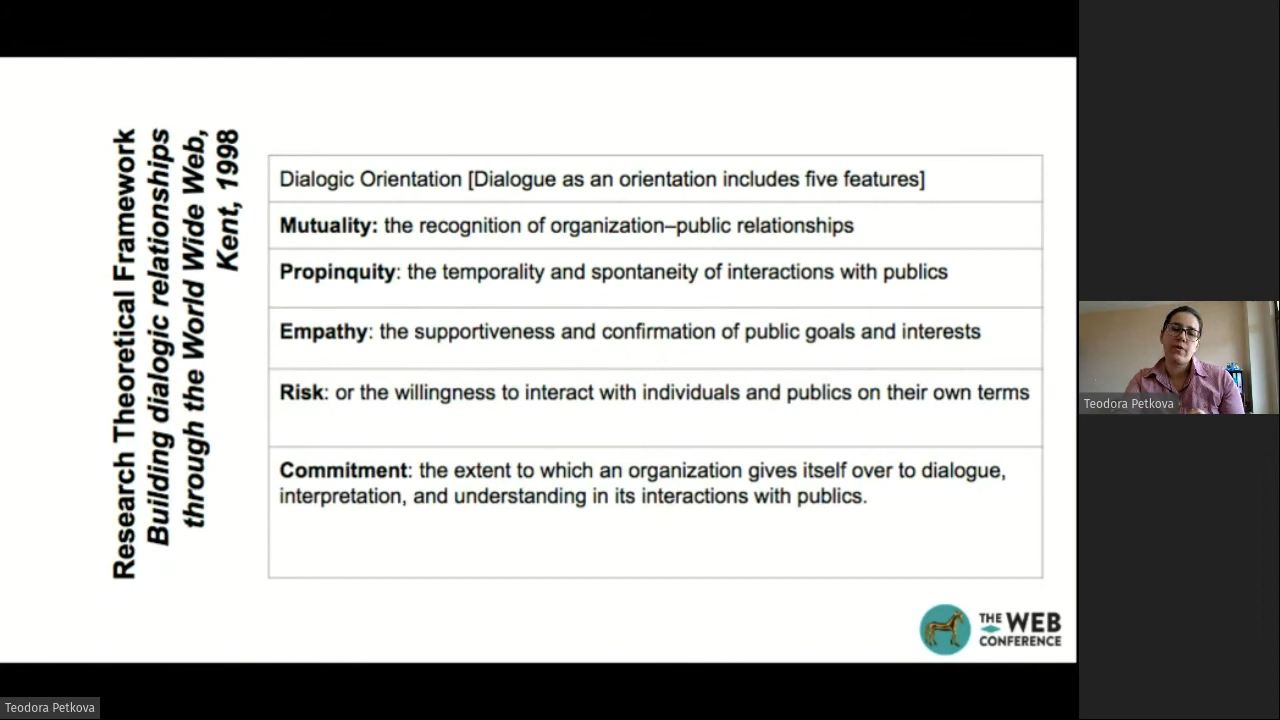 Research Theoretical Framework
Building dialogic relationships
through the World Wide Web,
Kent, 1998
Dialogic Orientation [Dialogue as an orientation includes five features]
Mutuality: the recognition of organization–public relationships
Propinquity: the temporality and spontaneity of interactions with publics
Empathy: the supportiveness and confirmation of public goals and interests
Risk: or the willingness to interact with individuals and publics on their own terms
Commitment: the extent to which an organization gives itself over to dialogue,
interpretation, and understanding in its interactions with publics.
THE WEB
CONFERENCE
Teodora Petkova
Teodora Petkova